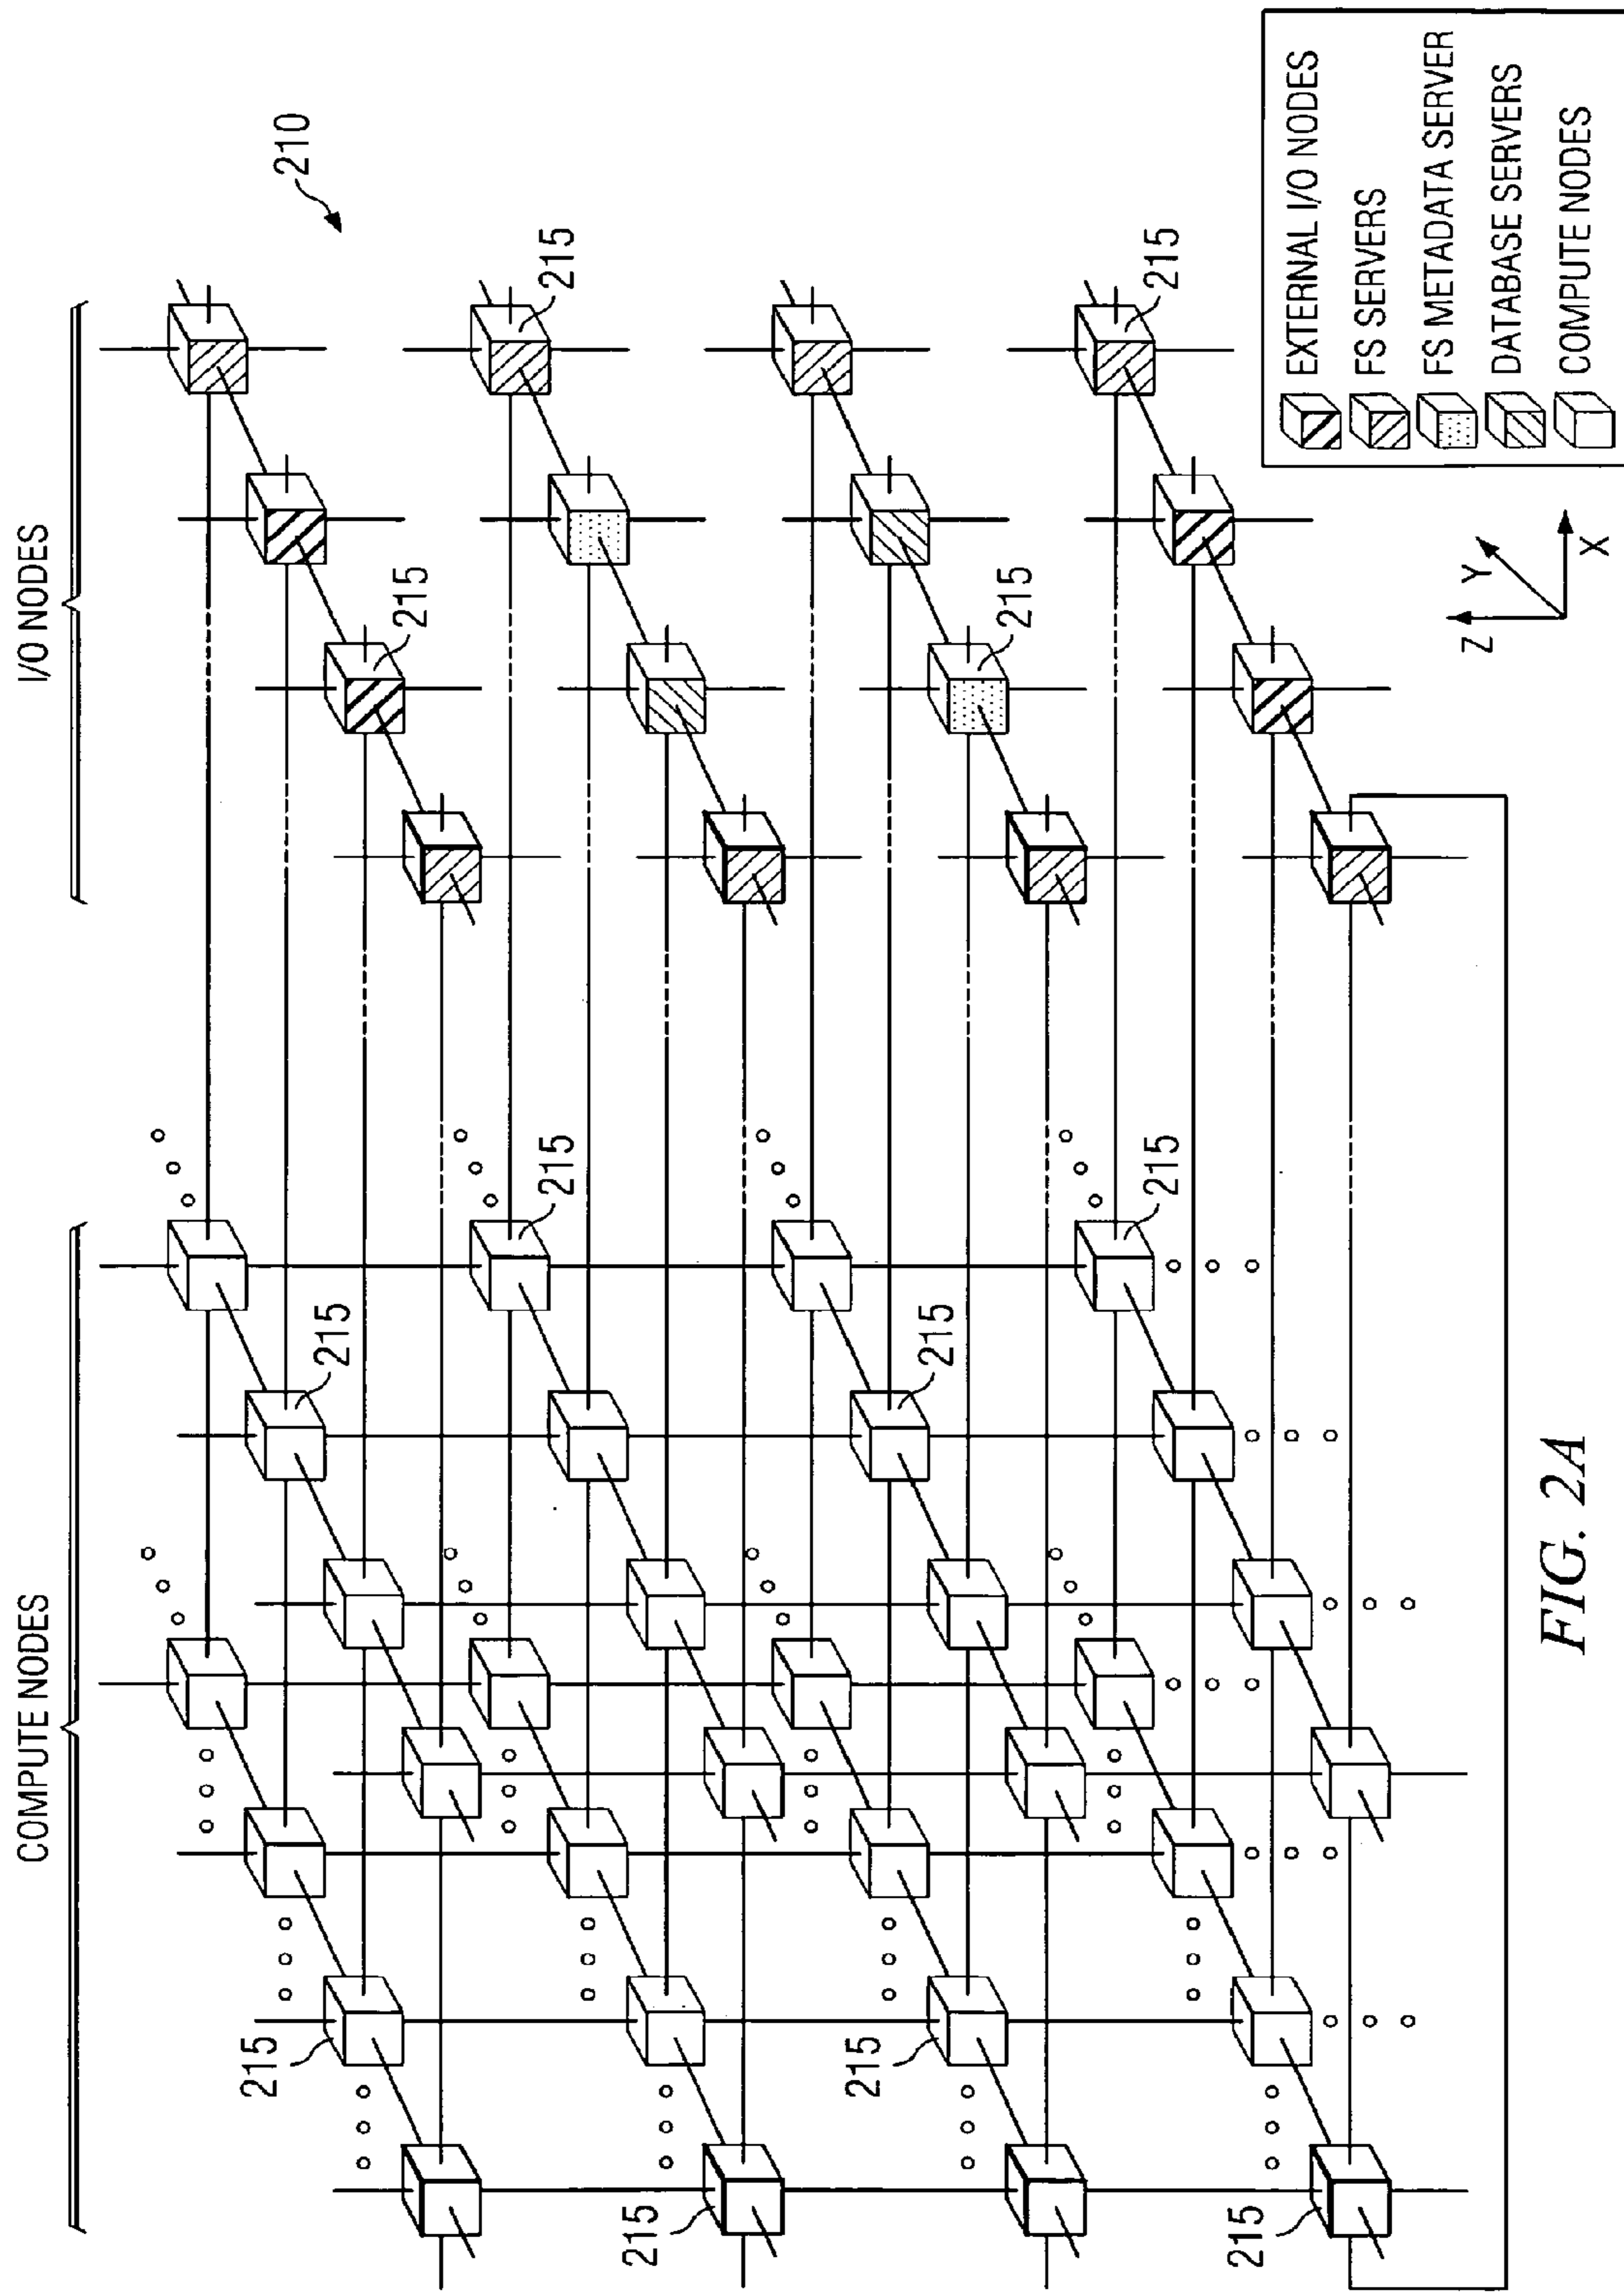 COMPUTE NODES
I/O NODES
210
215
215
215
215
215
215
215
215
215
215
215
215
EXTERNAL I/O NODES
FS SERVERS
FS METADATA SERVER
DATABASE SERVERS
COMPUTE NODES
Z
Y
X
FIG. 2A